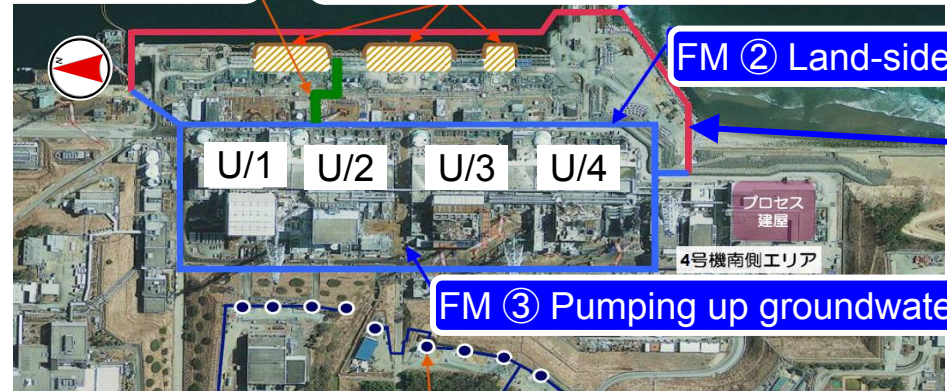 N
FM ② Land-side
U/1 U/2 U/3 U/4
プロセス
建屋
4号機南側エリア
FM ③ Pumping up groundwate